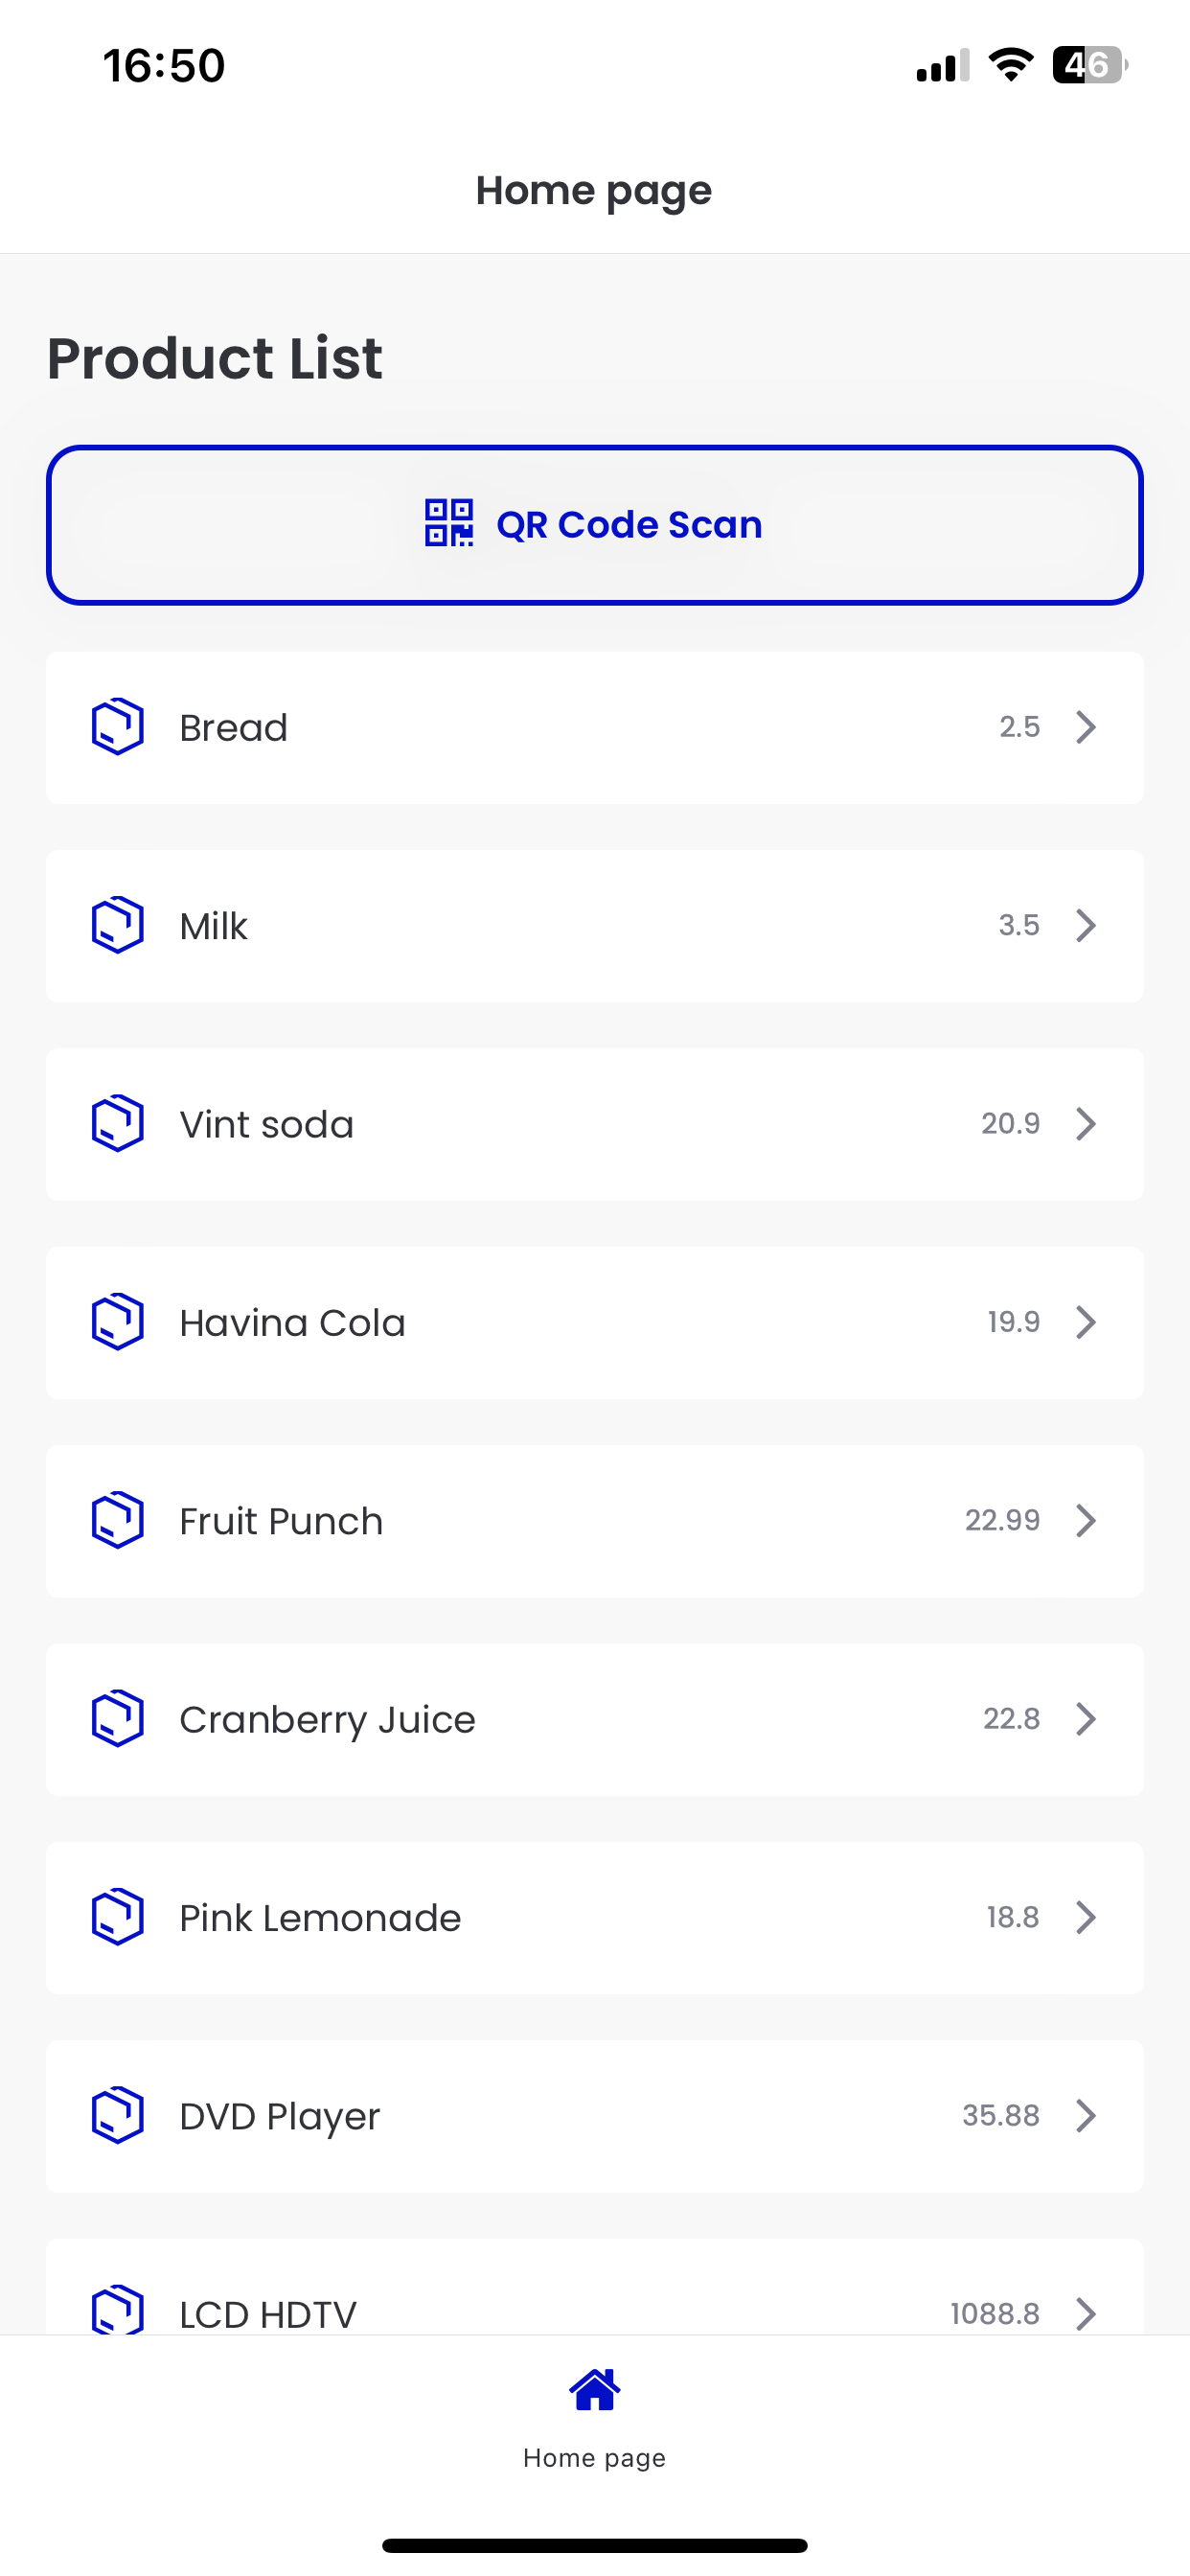 16:50
46
Home page
Product List
QR Code Scan
Bread 2.5
Milk 3.5
Vint soda 20.9
Havina Cola 19.9
Fruit Punch 22.99
Cranberry Juice 22.8
Pink Lemonade 18.8
DVD Player 35.88
LCD HDTV 1088.8
Home page